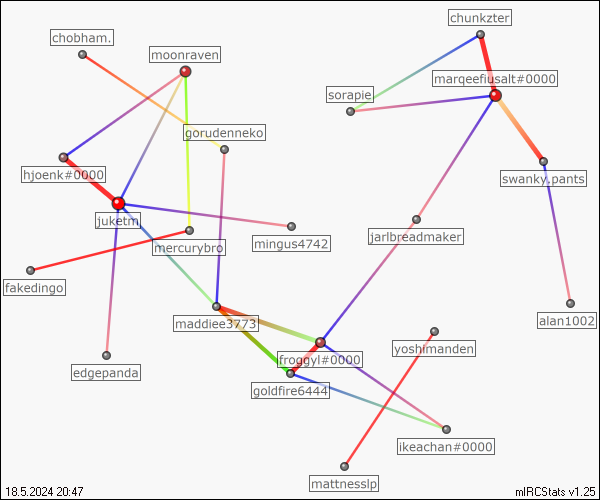 chunkzter
chobham.
moonraven
marqeefiusalt#0000
sorapie
gorudenneko
hjoenk#0000
swanky.pants
juketmj
mercurybro
mingus4742
jarlbreadmaker
fakedingo
maddiee3773
alan1002
froggyl#0000
yoshimanden
edgepanda
goldfire6444
ikeachan#0000
mattnesslp
18.5.2024 20:47
mIRCStats v1.25